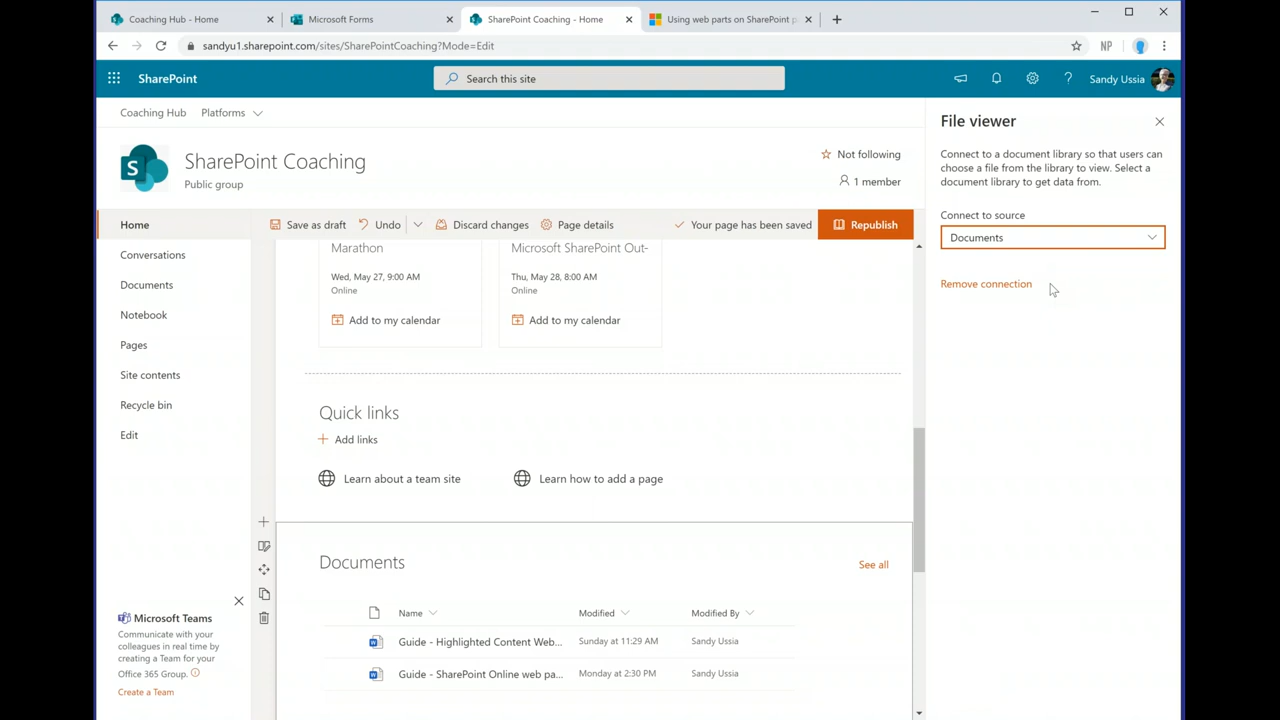 Coaching Hub - Home
Microsoft Forms
SharePoint Coaching - Home
Using web parts on SharePoint p
sandyu1.sharepoint.com/sites/SharePointCoaching?Mode=Edit
NP
SharePoint
Search this site
Sandy Ussia
Coaching Hub
Platforms
S
SharePoint Coaching
Public group
Not following
1 member
Home
Conversations
Documents
Notebook
Pages
Site contents
Recycle bin
Edit
Save as draft
Undo
Discard changes
Page details
Your page has been saved
Republish
Marathon
Wed, May 27, 9:00 AM
Online
Add to my calendar
Microsoft SharePoint Out-
Thu, May 28, 8:00 AM
Online
Add to my calendar
Quick links
Add links
Learn about a team site
Learn how to add a page
Documents
See all
Name
Modified
Modified By
Guide - Highlighted Content Web...
Sunday at 11:29 AM
Sandy Ussia
Guide - SharePoint Online web pa...
Monday at 2:30 PM
Sandy Ussia
Microsoft Teams
Communicate with your
colleagues in real time by
creating a Team for your
Office 365 Group.
Create a Team
File viewer
Connect to a document library so that users can
choose a file from the library to view. Select a
document library to get data from.
Connect to source
Documents
Remove connection